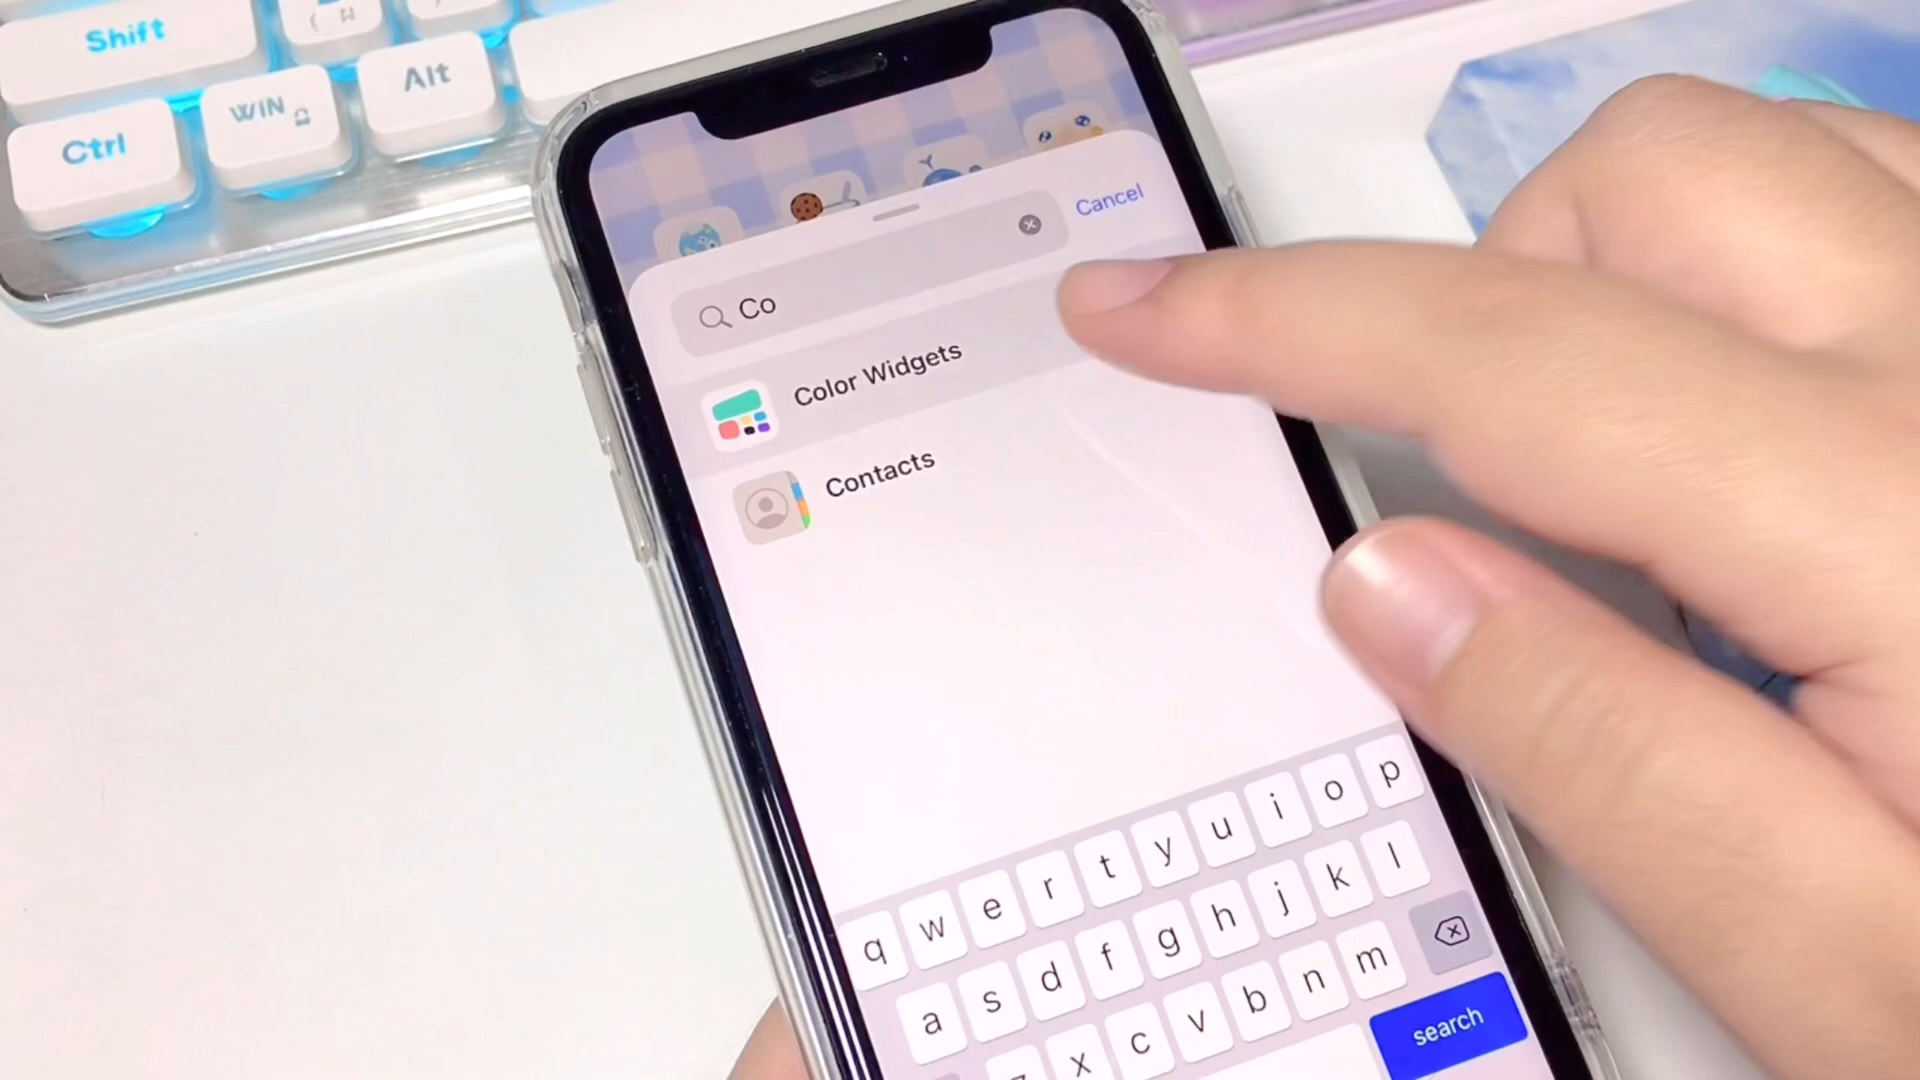 Shift
Ctrl
WIN
Alt
Cancel
Co
Color Widgets
Contacts
q w e r t y u i o p
a s d f g h j k l
x c v b n m
search